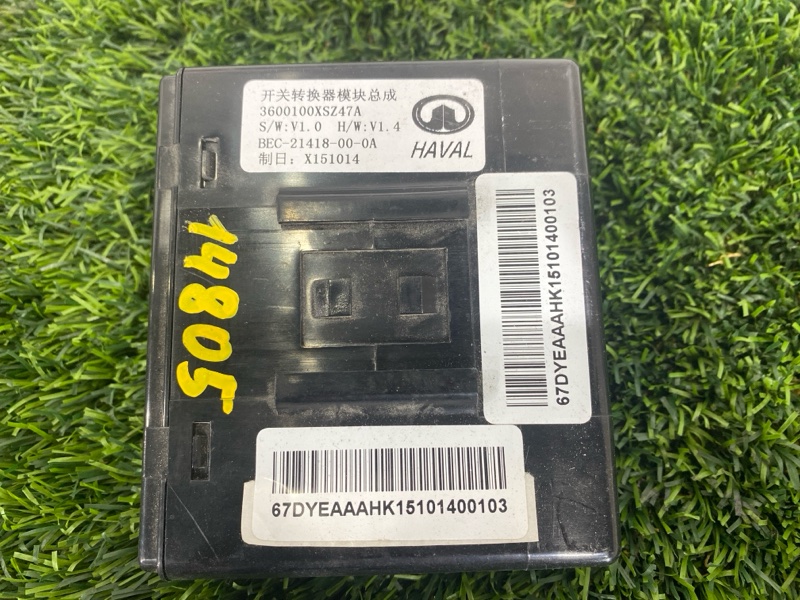 开关转换器模块总成
3600100XSZ47A
S/W:V1.0 H/W:V1.4
BEC-21418-00-0A
制日: X151014
HAVAL
67DYEAAAHK15101400103
14805
67DYEAAAHK15101400103